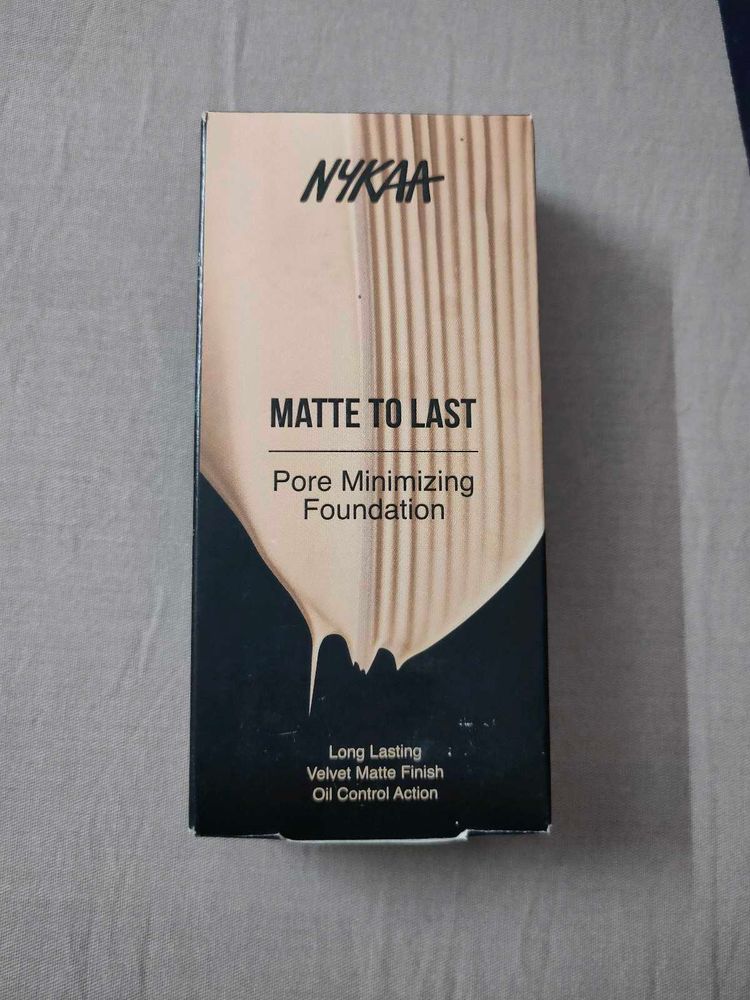 NYKAA
MATTE TO LAST
Pore Minimizing
Foundation
Long Lasting
Velvet Matte Finish
Oil Control Action